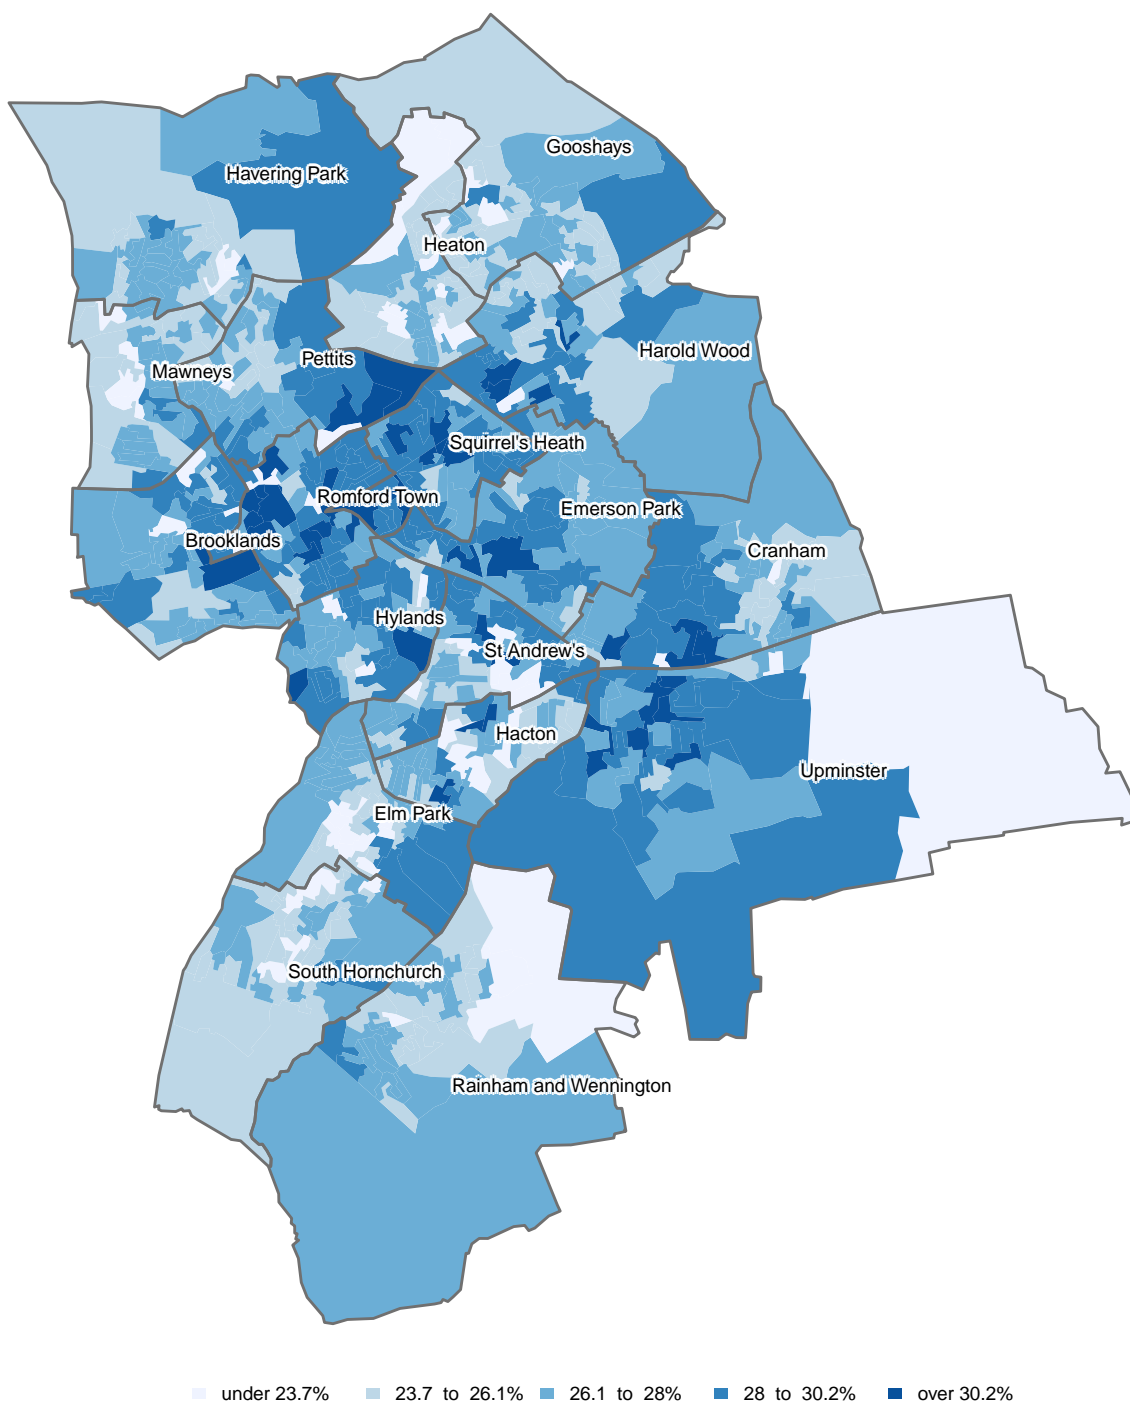 Gooshays
Havering Park
Heaton
Harold Wood
Pettits
Mawneys
Squirrel's Heath
Romford Town
Emerson Park
Brooklands
Cranham
Hylands
St Andrew's
Hacton
Upminster
Elm Park
South Hornchurch
Rainham and Wennington
under 23.7% 23.7 to 26.1% 26.1 to 28% 28 to 30.2% over 30.2%